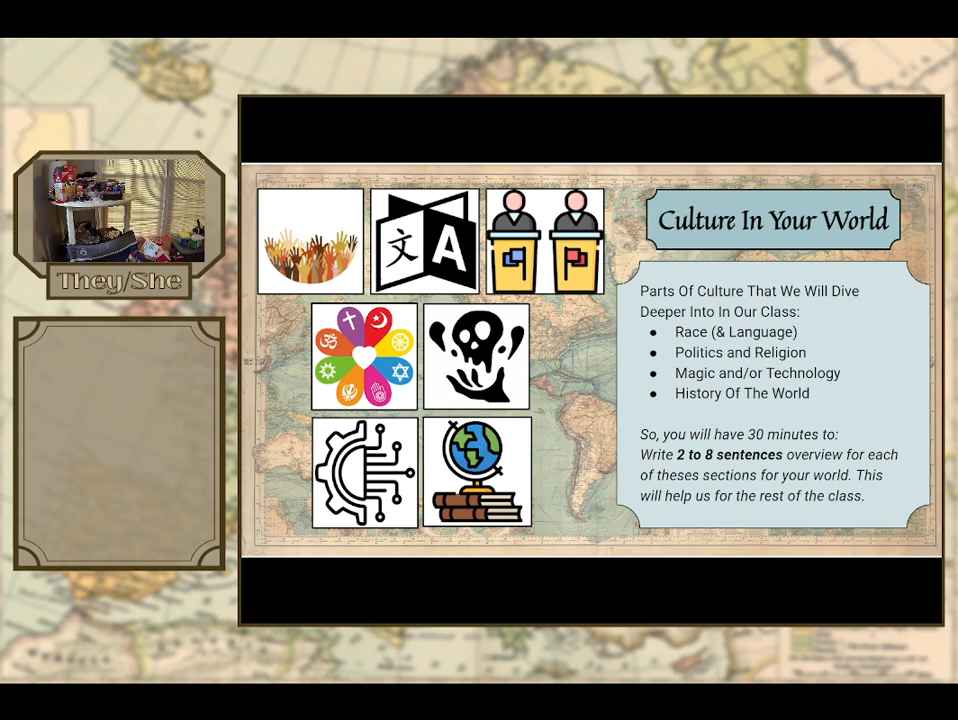 They/She
文 A
Culture In Your World
Parts Of Culture That We Will Dive
Deeper Into In Our Class:
● Race (& Language)
● Politics and Religion
● Magic and/or Technology
● History Of The World
So, you will have 30 minutes to:
Write 2 to 8 sentences overview for each
of theses sections for your world. This
will help us for the rest of the class.